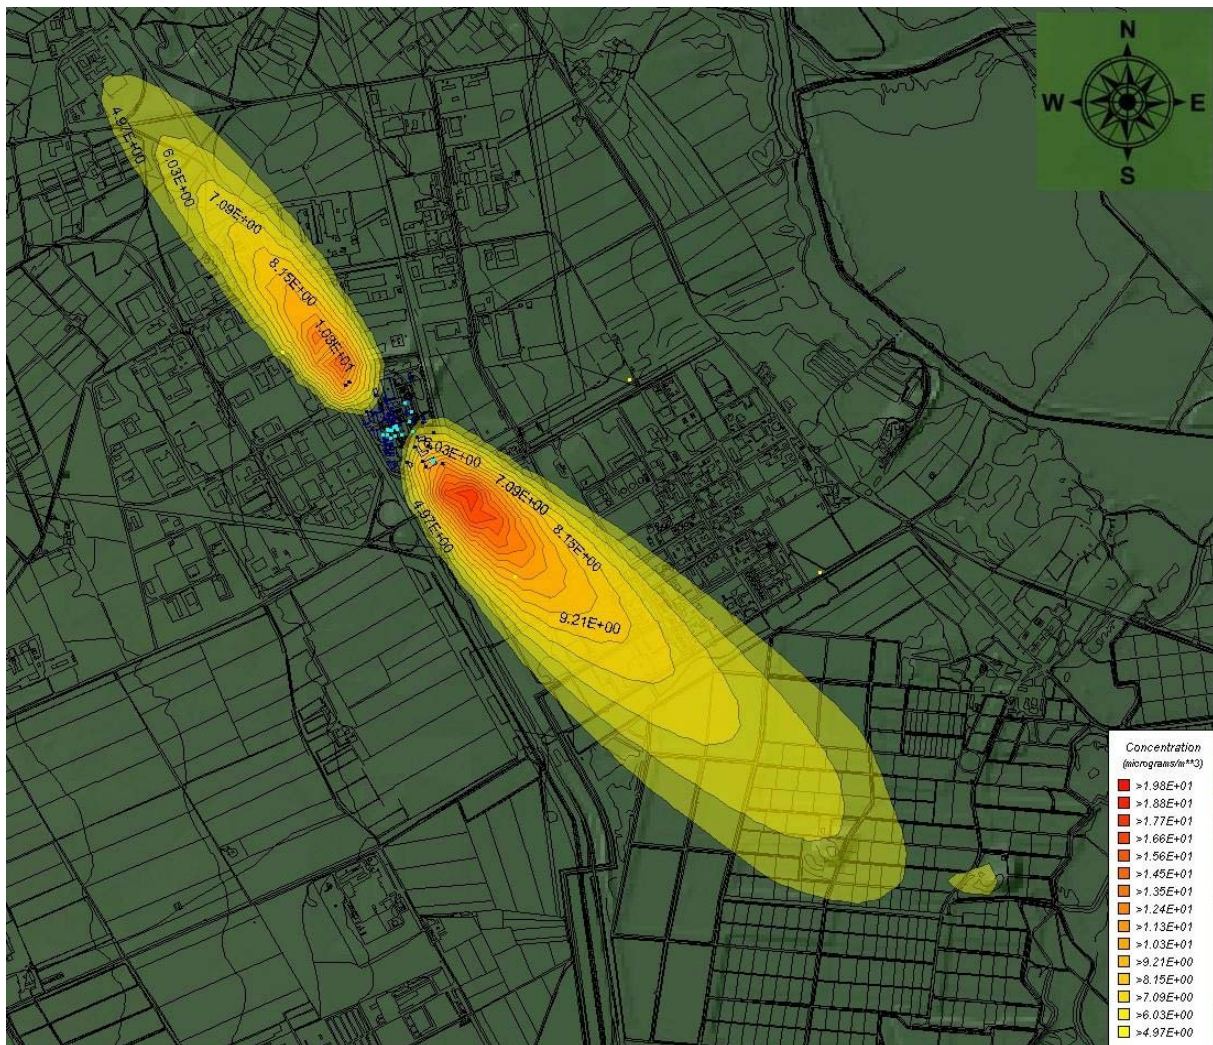 N
W E
S
4.97E+00
6.03E+00
7.09E+00
8.15E+00
1.03E+01
6.03E+00
7.09E+00
4.97E+00
8.15E+00
9.21E+00
Concentration
(micrograms/m**3)
>1.98E+01
>1.88E+01
>1.77E+01
>1.66E+01
>1.56E+01
>1.45E+01
>1.35E+01
>1.24E+01
>1.13E+01
>1.03E+01
>9.21E+00
>8.15E+00
>7.09E+00
>6.03E+00
>4.97E+00